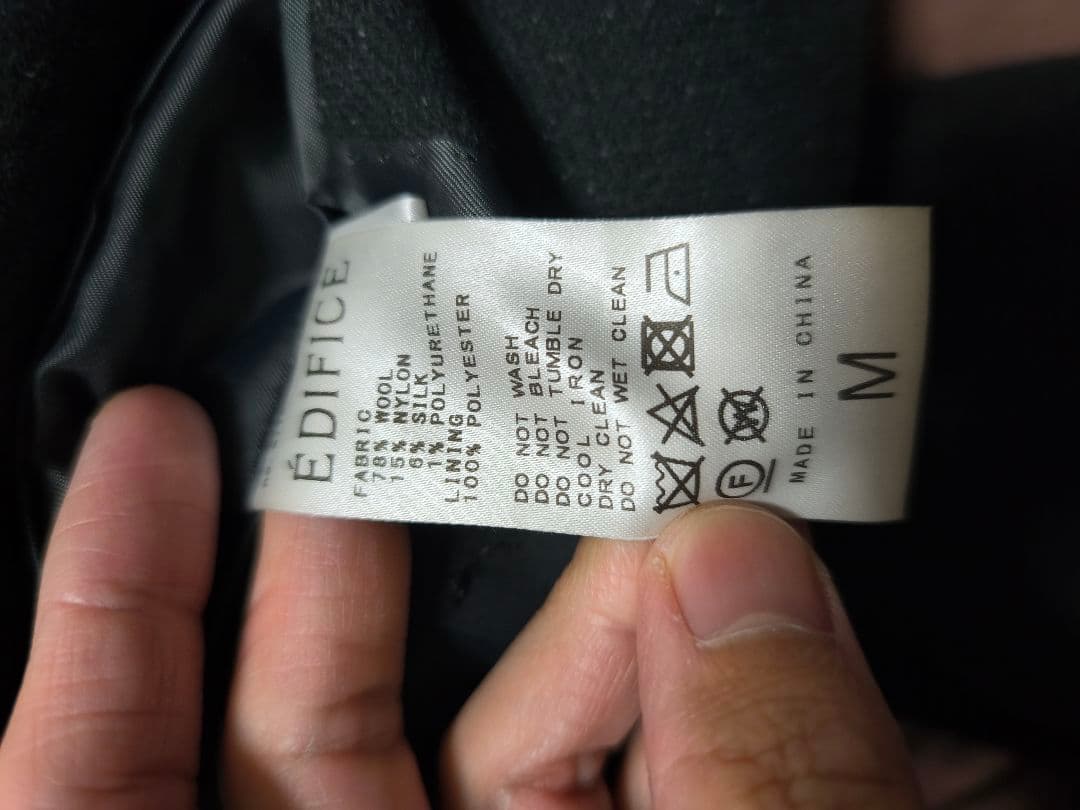 ÉDIFICE
FABRIC
78% WOOL
15% NYLON
6% SILK
1% POLYURETHANE
LINING
100% POLYESTER
DO NOT WASH
DO NOT BLEACH
DO NOT TUMBLE DRY
COOL IRON
DRY CLEAN
DO NOT WET CLEAN
W
F
MADE IN CHINA
M